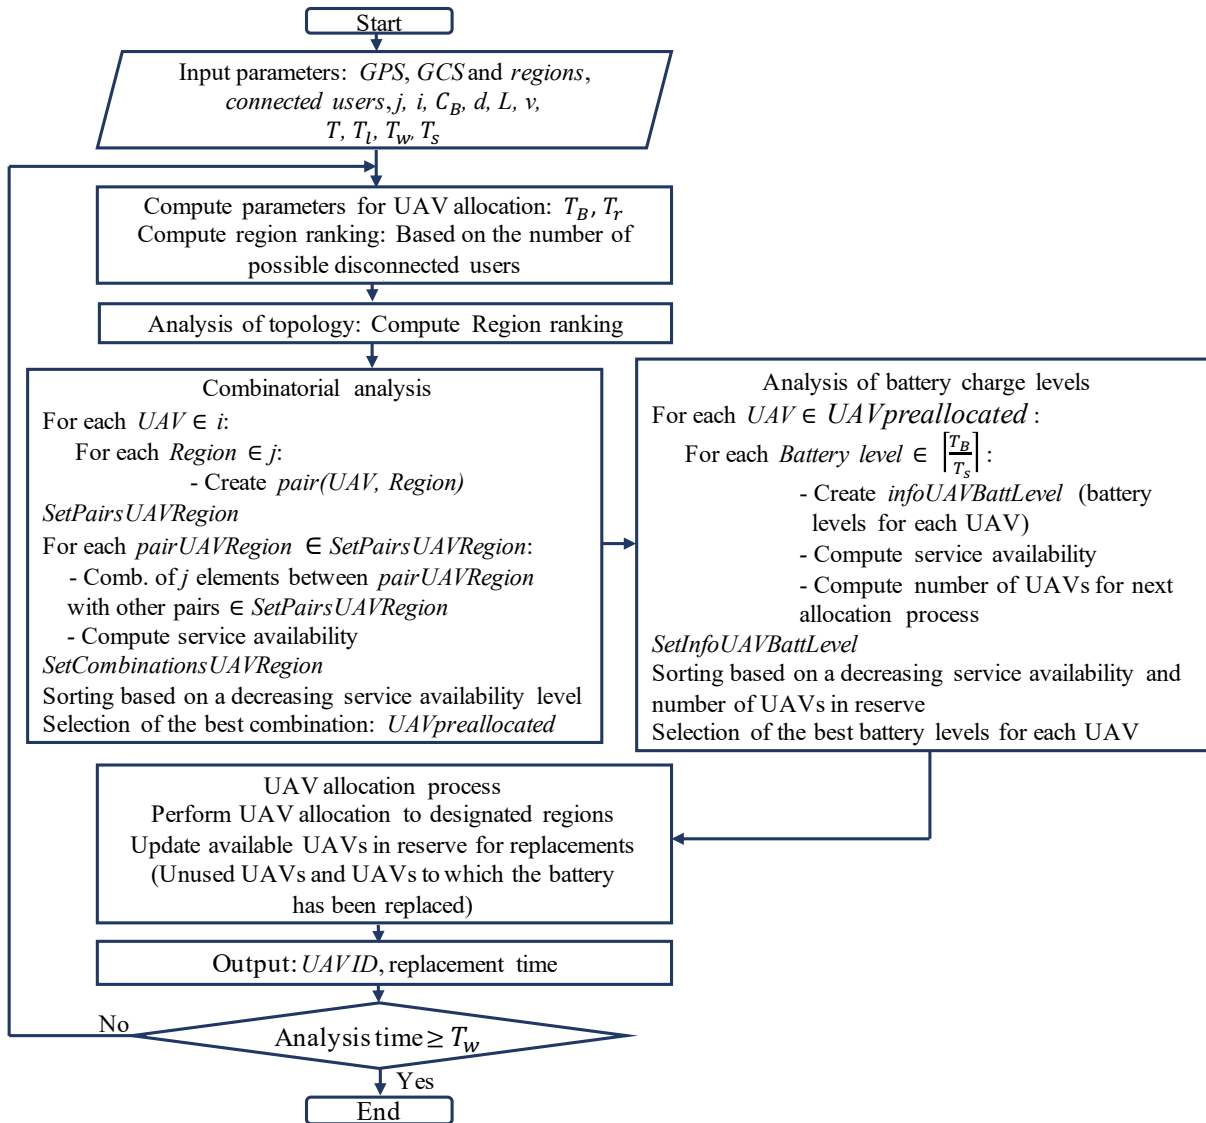 Start
Input parameters: GPS, GCS and regions,
connected users, j, i, C_B, d, L, v,
T, T_l, T_w, T_s
Compute parameters for UAV allocation: T_B, T_r
Compute region ranking: Based on the number of
possible disconnected users
Analysis of topology: Compute Region ranking
Combinatorial analysis
For each UAV ∈ i:
For each Region ∈ j:
- Create pair(UAV, Region)
SetPairsUAVRegion
For each pairUAVRegion ∈ SetPairsUAVRegion:
- Comb. of j elements between pairUAVRegion
with other pairs ∈ SetPairsUAVRegion
- Compute service availability
SetCombinationsUAVRegion
Sorting based on a decreasing service availability level
Selection of the best combination: UAVpreallocated
Analysis of battery charge levels
For each UAV ∈ UAVpreallocated :
For each Battery level ∈ ⌈T_B/T_s⌉ :
- Create infoUAVBattLevel (battery
levels for each UAV)
- Compute service availability
- Compute number of UAVs for next
allocation process
SetInfoUAVBattLevel
Sorting based on a decreasing service availability and
number of UAVs in reserve
Selection of the best battery levels for each UAV
UAV allocation process
Perform UAV allocation to designated regions
Update available UAVs in reserve for replacements
(Unused UAVs and UAVs to which the battery
has been replaced)
Output: UAVID, replacement time
Analysis time ≥ T_w
No
Yes
End